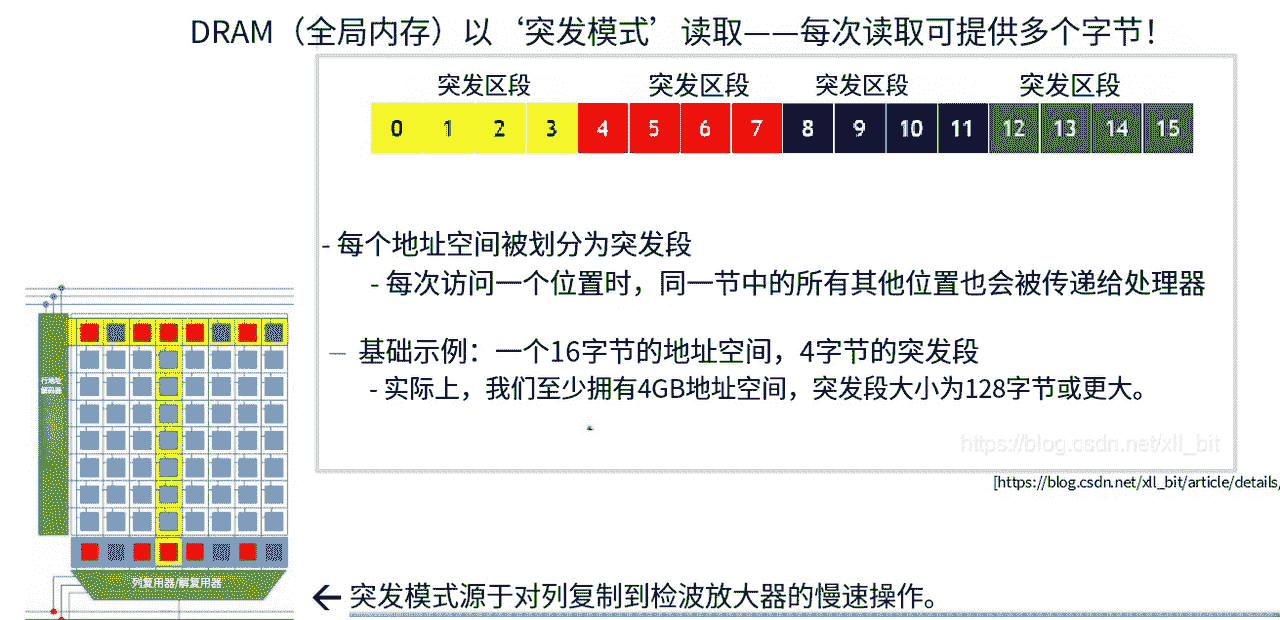 DRAM（全局内存）以‘突发模式’读取——每次读取可提供多个字节！
突发区段 突发区段 突发区段 突发区段
0 1 2 3 4 5 6 7 8 9 10 11 12 13 14 15
- 每个地址空间被划分为突发段
- 每次访问一个位置时，同一节中的所有其他位置也会被传递给处理器
— 基础示例：一个16字节的地址空间，4字节的突发段
- 实际上，我们至少拥有4GB地址空间，突发段大小为128字节或更大。
https://blog.csdn.net/xll_bit
[https://blog.csdn.net/xll_bit/article/details/
行地址
解码器
列复用器/解复用器
← 突发模式源于对列复制到检波放大器的慢速操作。